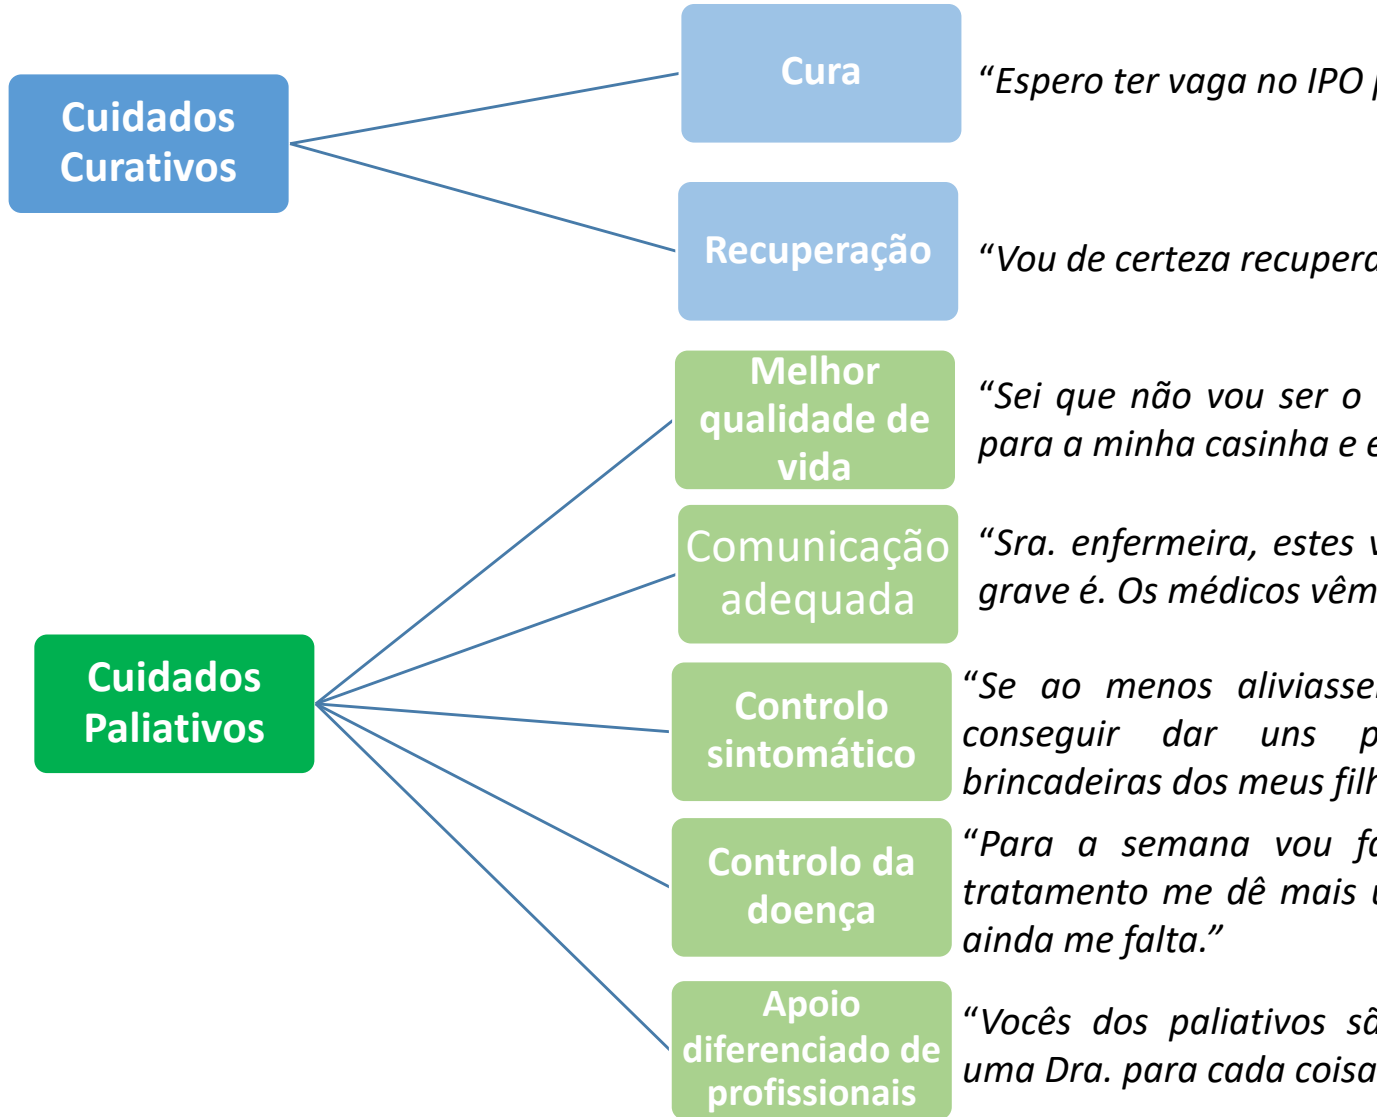 Cuidados
Curativos
Cura
“Espero ter vaga no IPO
Recuperação
“Vou de certeza
Melhor
qualidade de
vida
“Sei que não vou ser o
para a minha casinha e
Comunicação
adequada
“Sra. enfermeira, estes
grave é. Os médicos vêm
Cuidados
Paliativos
Controlo
sintomático
“Se ao menos
conseguir dar uns
brincadeiras dos meus
Controlo da
doença
“Para a semana vou
tratamento me dê mais
ainda me falta.”
Apoio
diferenciado de
profissionais
“Vocês dos paliativos
uma Dra. para cada coisa